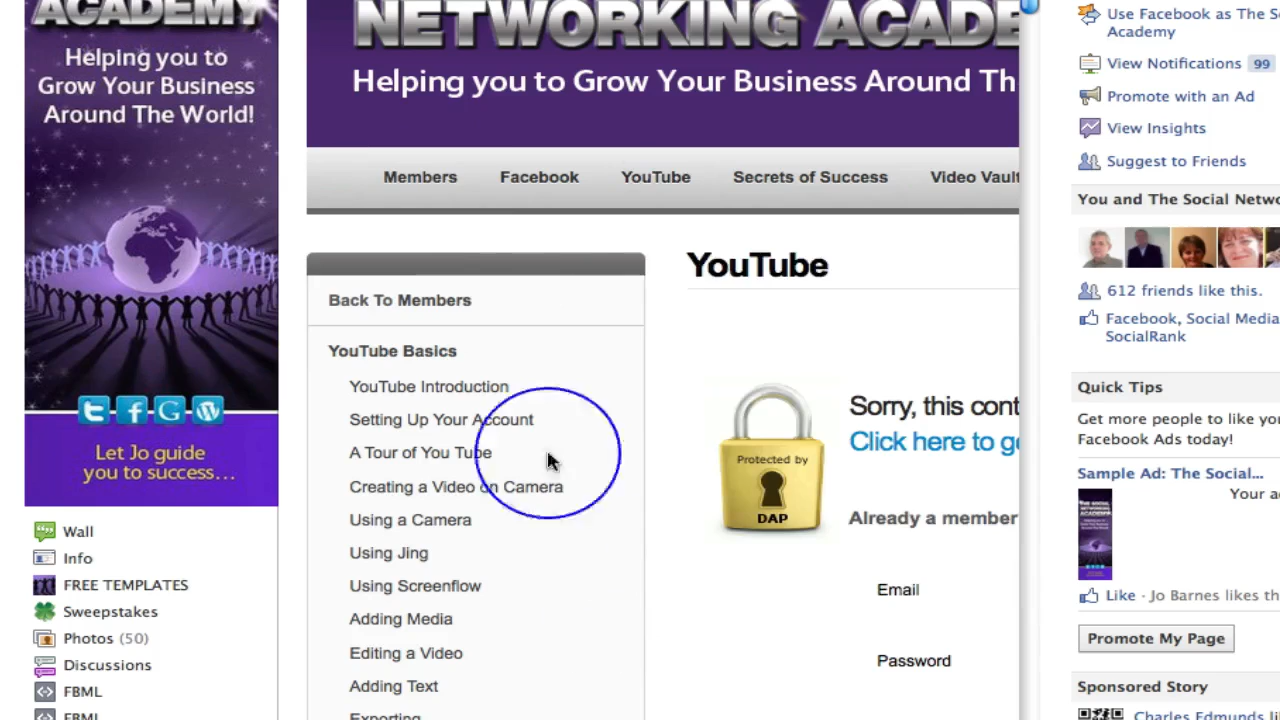 ACADEMY
Helping you to
Grow Your Business
Around The World!
Let Jo guide
you to success...
Wall
Info
FREE TEMPLATES
Sweepstakes
Photos (50)
Discussions
FBML
FBML
NETWORKING ACADE
Helping you to Grow Your Business Around Th
Members
Facebook
YouTube
Secrets of Success
Video Vault
Back To Members
YouTube Basics
YouTube Introduction
Setting Up Your Account
A Tour of You Tube
Creating a Video on Camera
Using a Camera
Using Jing
Using Screenflow
Adding Media
Editing a Video
Adding Text
Exporting
YouTube
Protected by
DAP
Sorry, this cont
Click here to ge
Already a member
Email
Password
Use Facebook as The S
Academy
View Notifications 99
Promote with an Ad
View Insights
Suggest to Friends
You and The Social Netwo
612 friends like this.
Facebook, Social Media
SocialRank
Quick Tips
Get more people to like you
Facebook Ads today!
Sample Ad: The Social...
Your a
Like · Jo Barnes likes th
Promote My Page
Sponsored Story
Charles Edmunds li